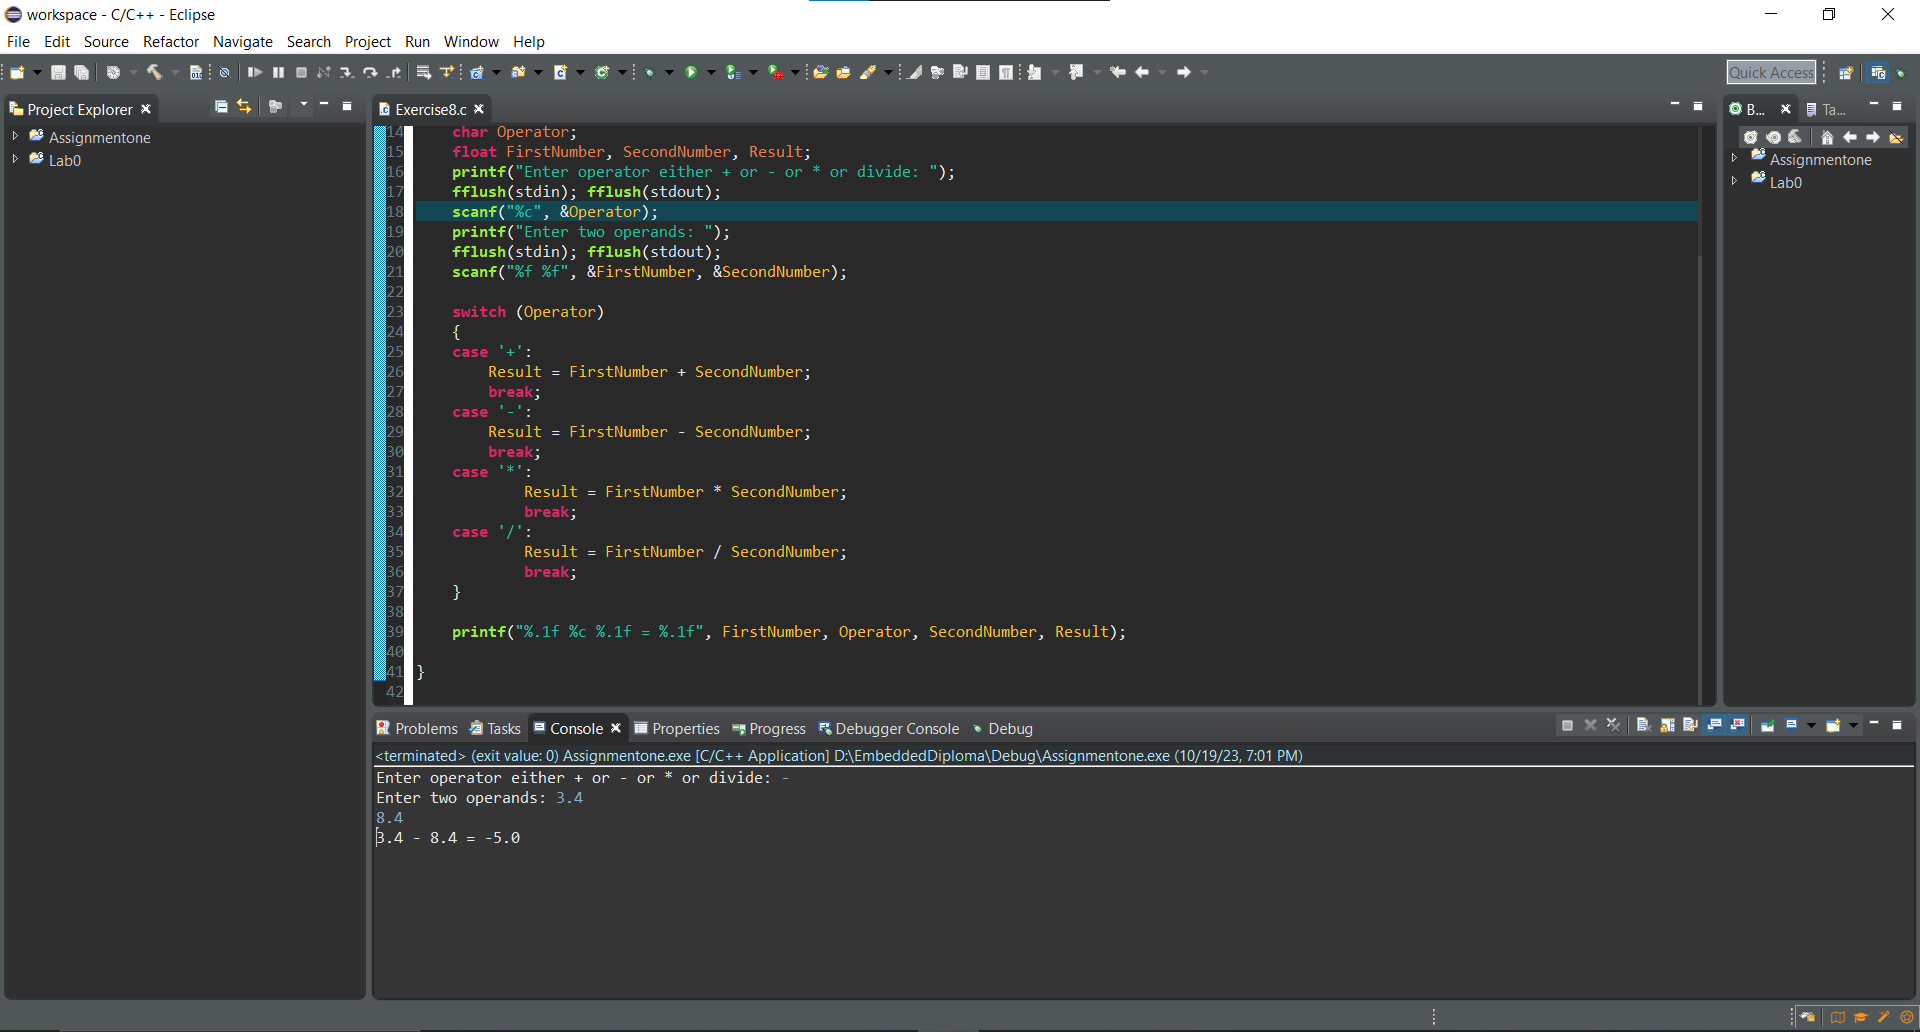 workspace - C/C++ - Eclipse
File Edit Source Refactor Navigate Search Project Run Window Help
Quick Access
Project Explorer
Assignmentone
Lab0
Exercise8.c
14 char Operator;
15 float FirstNumber, SecondNumber, Result;
16 printf("Enter operator either + or - or * or divide: ");
17 fflush(stdin); fflush(stdout);
18 scanf("%c", &Operator);
19 printf("Enter two operands: ");
20 fflush(stdin); fflush(stdout);
21 scanf("%f %f", &FirstNumber, &SecondNumber);
22
23 switch (Operator)
24 {
25 case '+':
26 Result = FirstNumber + SecondNumber;
27 break;
28 case '-':
29 Result = FirstNumber - SecondNumber;
30 break;
31 case '*':
32 Result = FirstNumber * SecondNumber;
33 break;
34 case '/':
35 Result = FirstNumber / SecondNumber;
36 break;
37 }
38
39 printf("%.1f %c %.1f = %.1f", FirstNumber, Operator, SecondNumber, Result);
40
41 }
42
B... Ta...
Assignmentone
Lab0
Problems Tasks Console Properties Progress Debugger Console Debug
<terminated> (exit value: 0) Assignmentone.exe [C/C++ Application] D:\EmbeddedDiploma\Debug\Assignmentone.exe (10/19/23, 7:01 PM)
Enter operator either + or - or * or divide: -
Enter two operands: 3.4
8.4
3.4 - 8.4 = -5.0